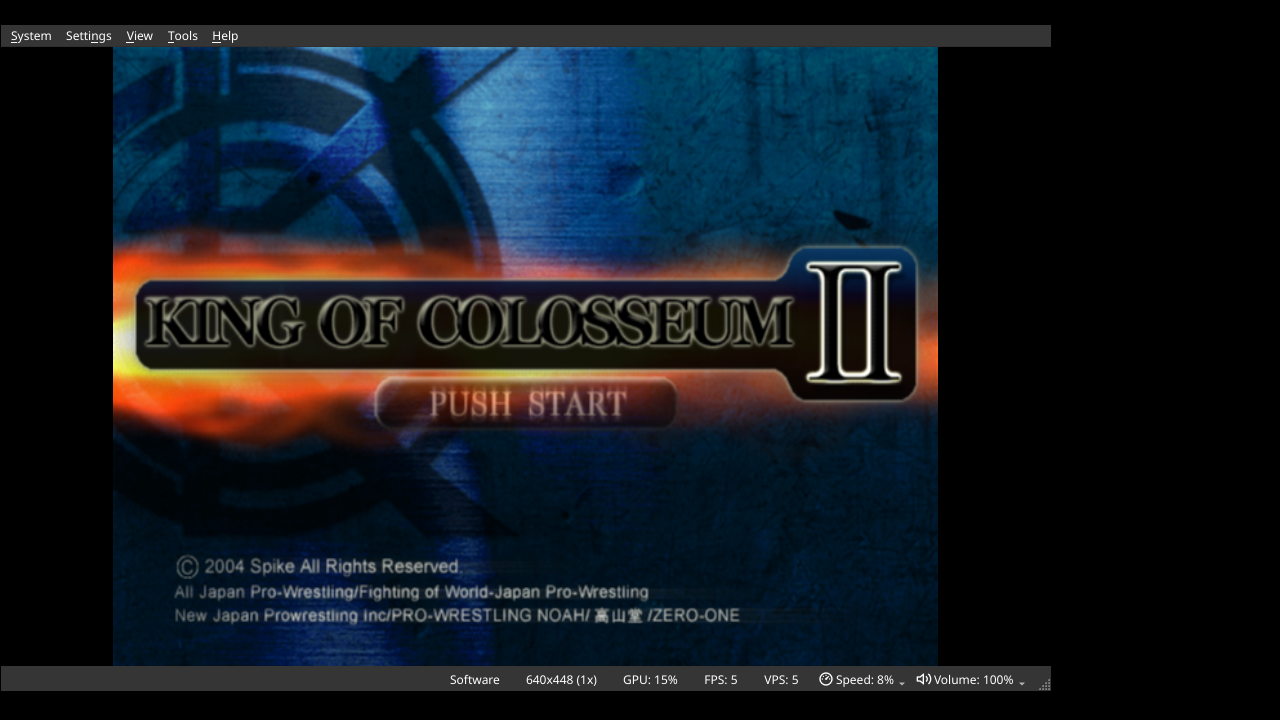 System Settings View Tools Help
KING OF COLOSSEUM II
PUSH START
© 2004 Spike All Rights Reserved.
All Japan Pro-Wrestling/Fighting of World-Japan Pro-Wrestling
New Japan Prowrestling Inc/PRO-WRESTLING NOAH/ 高山堂 /ZERO-ONE
Software 640x448 (1x) GPU: 15% FPS: 5 VPS: 5 Speed: 8% Volume: 100%